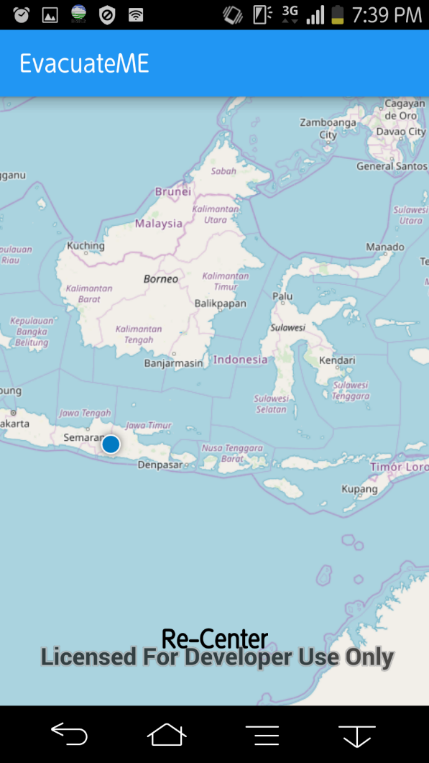 3G 7:39 PM
EvacuateME
Cagayan
de Oro
Zamboanga
City
Davao City
General Santos
Sabah
Brunei
Malaysia
Kalimantan
Utara
Sulawesi
Utara
Manado
Kuching
Borneo
Kalimantan
Timur
Kalimantan
Barat
Balikpapan
Palu
Sulawesi
Kepulauan
Bangka
Belitung
Kalimantan
Tengah
Banjarmasin
Indonesia
Kendari
Sulawesi
Tenggara
Sulawesi
Selatan
akarta
Jawa Tengah
Jawa Timur
Semaran
Denpasar
Nusa Tenggara
Barat
Timor Loro
Kupang
Re-Center
Licensed For Developer Use Only